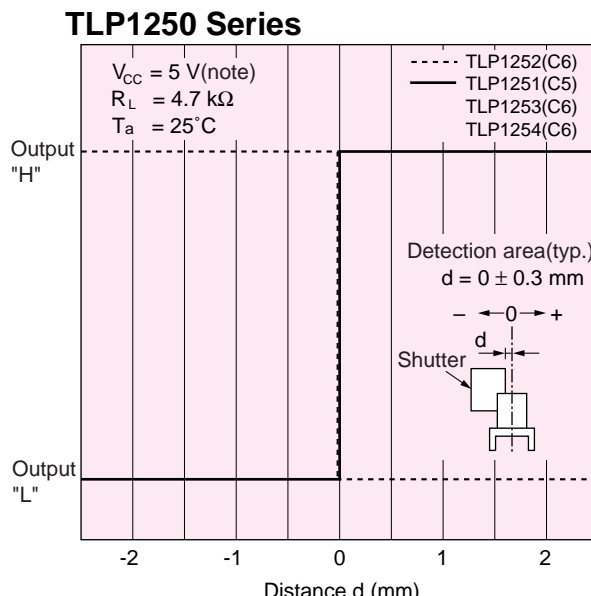 TLP1250 Series
VCC = 5 V(note)
RL = 4.7 kΩ
Ta = 25˚C
TLP1252(C6)
TLP1251(C5)
TLP1253(C6)
TLP1254(C6)
Output
"H"
Detection area(typ.)
d = 0 ± 0.3 mm
– 0 +
d
Shutter
Output
"L"
-2 -1 0 1 2
Distance d (mm)